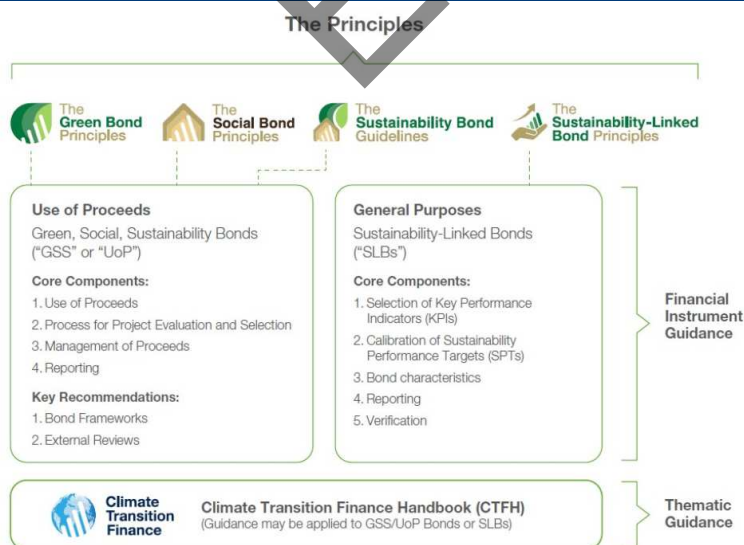 The Principles
The
Green Bond
Principles
The
Social Bond
Principles
The
Sustainability Bond
Guidelines
The
Sustainability-Linked
Bond Principles
Use of Proceeds
Green, Social, Sustainability Bonds
("GSS" or "UoP")
Core Components:
1. Use of Proceeds
2. Process for Project Evaluation and Selection
3. Management of Proceeds
4. Reporting
Key Recommendations:
1. Bond Frameworks
2. External Reviews
General Purposes
Sustainability-Linked Bonds
("SLBs")
Core Components:
1. Selection of Key Performance
Indicators (KPIs)
2. Calibration of Sustainability
Performance Targets (SPTs)
3. Bond characteristics
4. Reporting
5. Verification
Financial
Instrument
Guidance
Climate
Transition
Finance
Climate Transition Finance Handbook (CTFH)
(Guidance may be applied to GSS/UoP Bonds or SLBs)
Thematic
Guidance